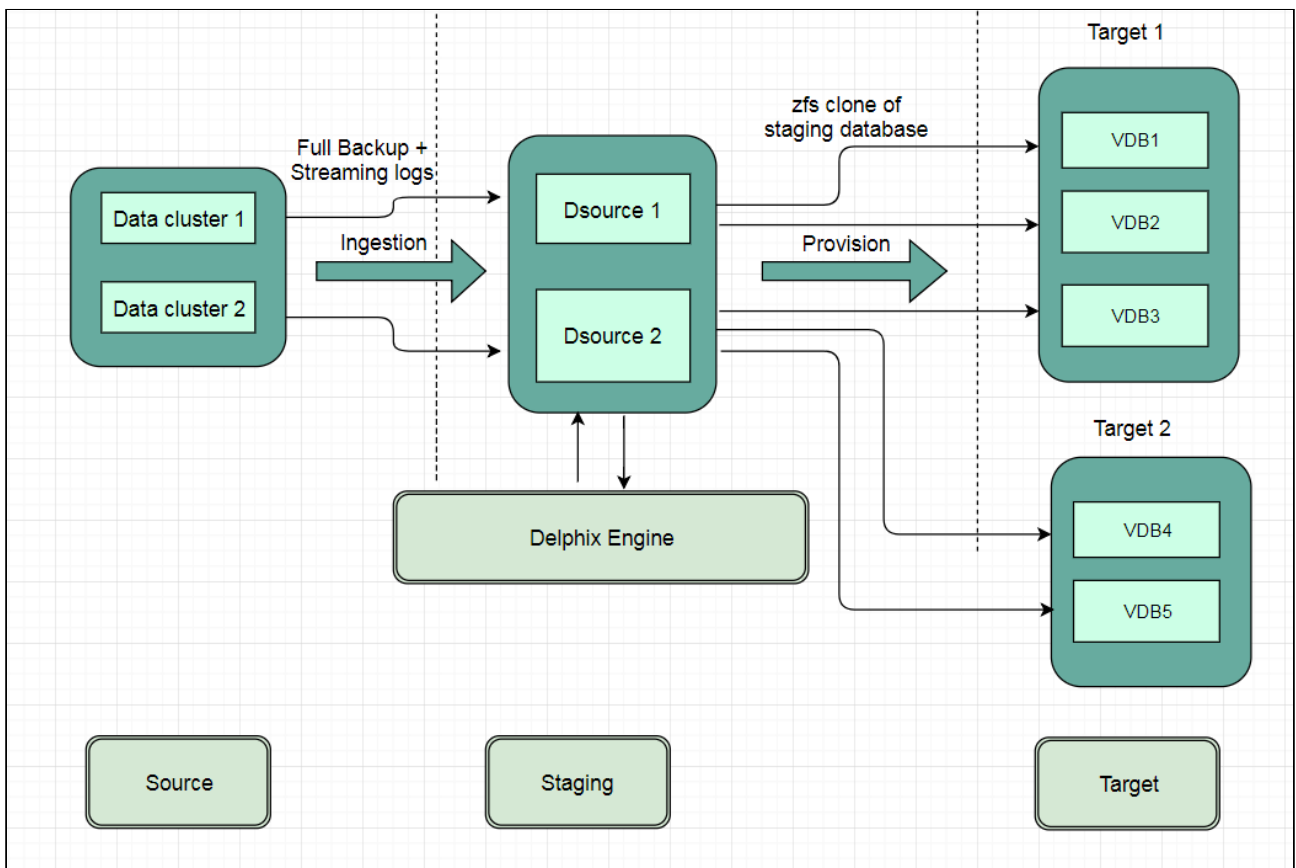 Target 1
zfs clone of
staging database
Full Backup +
Streaming logs
VDB1
Data cluster 1
Dsource 1
VDB2
Ingestion
Provision
Data cluster 2
Dsource 2
VDB3
Target 2
Delphix Engine
VDB4
VDB5
Source
Staging
Target